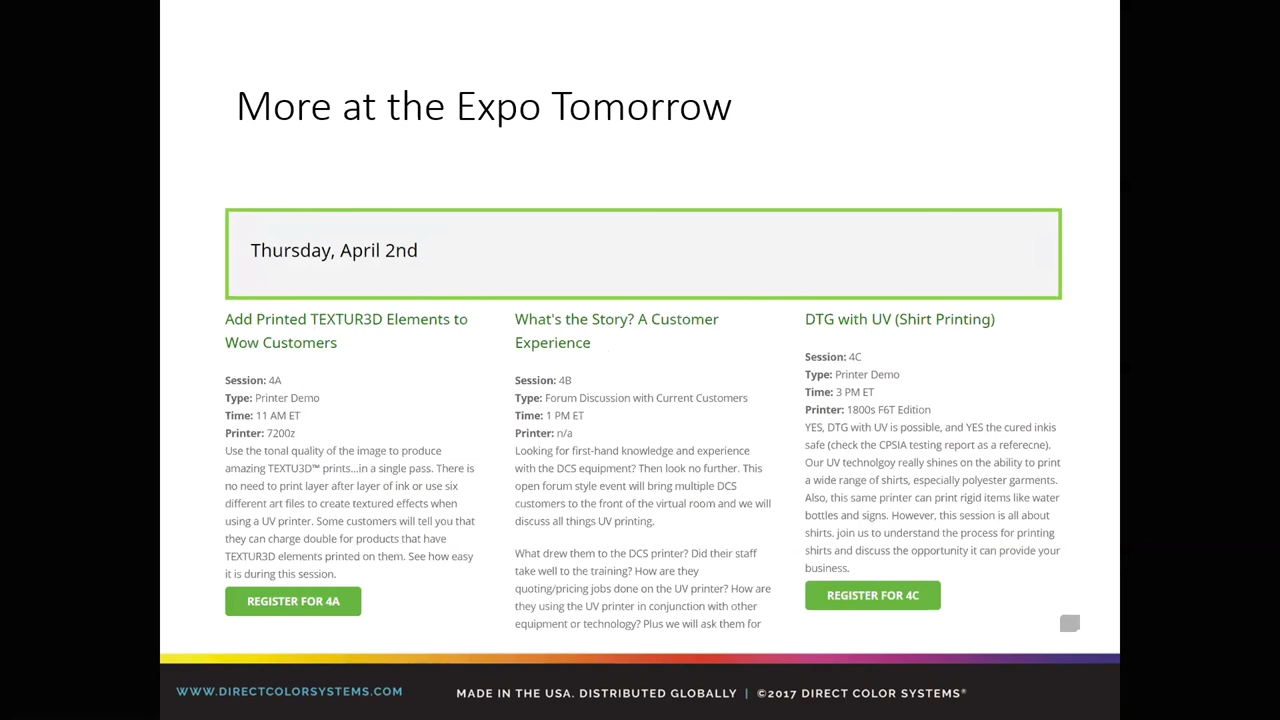 More at the Expo Tomorrow
Thursday, April 2nd
Add Printed TEXTUR3D Elements to
Wow Customers
Session: 4A
Type: Printer Demo
Time: 11 AM ET
Printer: 7200z
Use the tonal quality of the image to produce
amazing TEXTU3D™ prints...in a single pass. There is
no need to print layer after layer of ink or use six
different art files to create textured effects when
using a UV printer. Some customers will tell you that
they can charge double for products that have
TEXTUR3D elements printed on them. See how easy
it is during this session.
REGISTER FOR 4A
What's the Story? A Customer
Experience
Session: 4B
Type: Forum Discussion with Current Customers
Time: 1 PM ET
Printer: n/a
Looking for first-hand knowledge and experience
with the DCS equipment? Then look no further. This
open forum style event will bring multiple DCS
customers to the front of the virtual room and we will
discuss all things UV printing.
What drew them to the DCS printer? Did their staff
take well to the training? How are they
quoting/pricing jobs done on the UV printer? How are
they using the UV printer in conjunction with other
equipment or technology? Plus we will ask them for
DTG with UV (Shirt Printing)
Session: 4C
Type: Printer Demo
Time: 3 PM ET
Printer: 1800s F6T Edition
YES, DTG with UV is possible, and YES the cured inkis
safe (check the CPSIA testing report as a referecne).
Our UV technolgoy really shines on the ability to print
a wide range of shirts, especially polyester garments.
Also, this same printer can print rigid items like water
bottles and signs. However, this session is all about
shirts. join us to understand the process for printing
shirts and discuss the opportunity it can provide your
business.
REGISTER FOR 4C
WWW.DIRECTCOLORSYSTEMS.COM
MADE IN THE USA. DISTRIBUTED GLOBALLY | ©2017 DIRECT COLOR SYSTEMS®